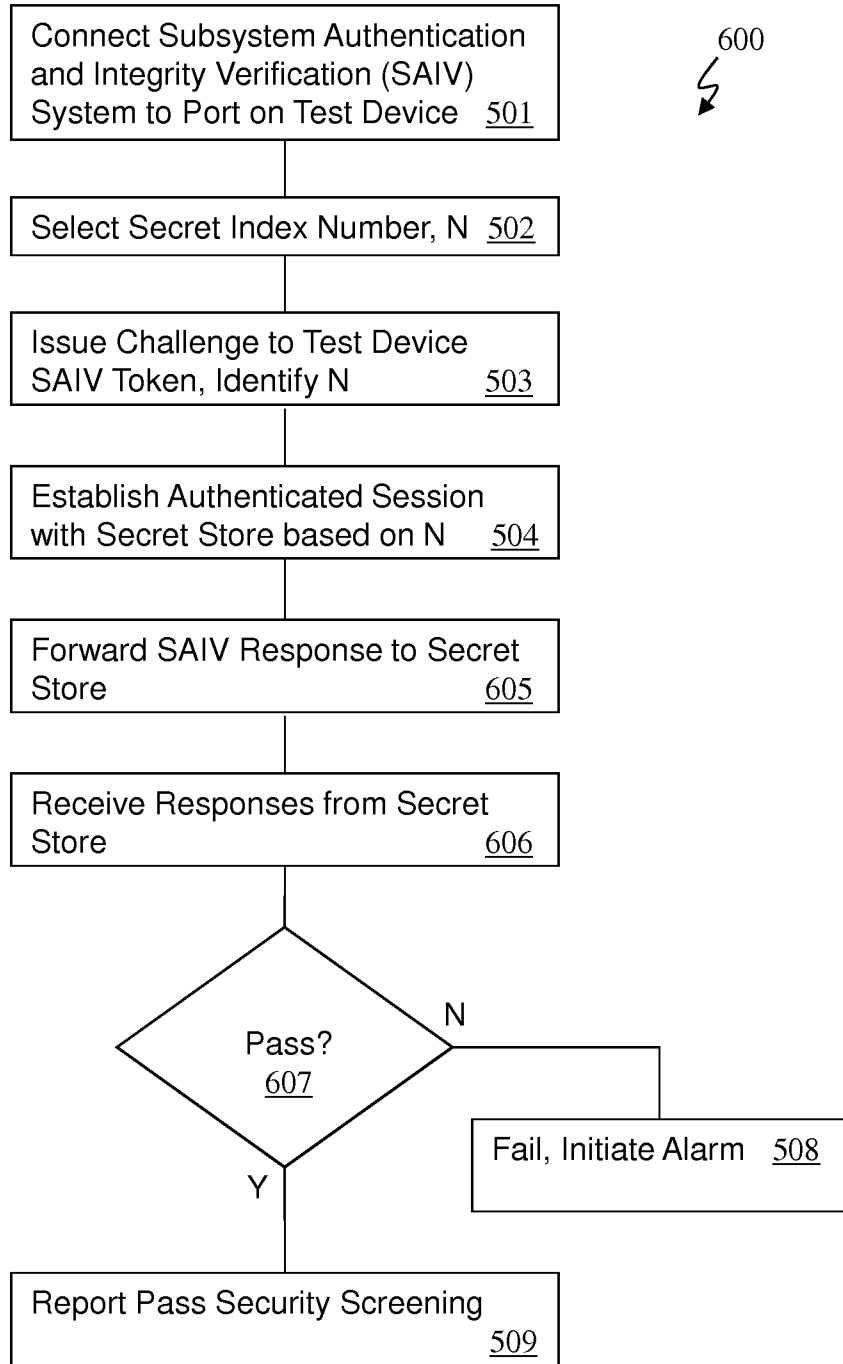 Connect Subsystem Authentication
and Integrity Verification (SAIV)
System to Port on Test Device 501
600
Select Secret Index Number, N 502
Issue Challenge to Test Device
SAIV Token, Identify N 503
Establish Authenticated Session
with Secret Store based on N 504
Forward SAIV Response to Secret
Store 605
Receive Responses from Secret
Store 606
Pass?
607
N
Fail, Initiate Alarm 508
Y
Report Pass Security Screening
509